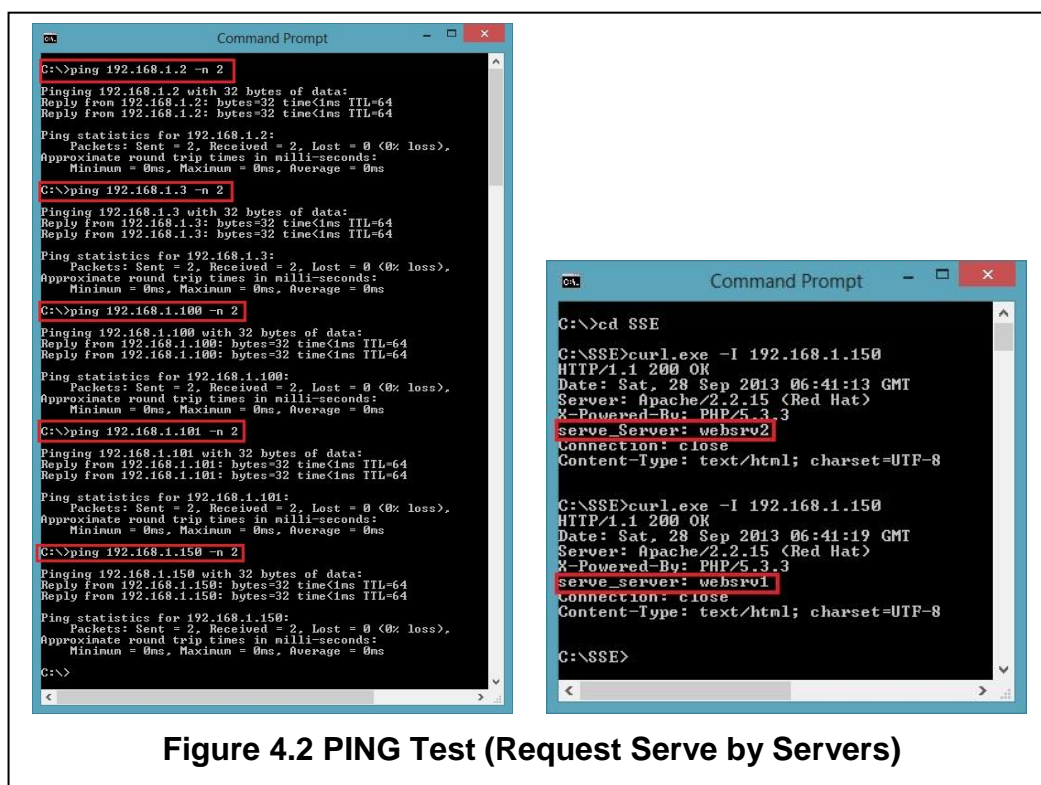 Command Prompt
C:\>ping 192.168.1.2 -n 2
Pinging 192.168.1.2 with 32 bytes of data:
Reply from 192.168.1.2: bytes=32 time<1ms TTL=64
Reply from 192.168.1.2: bytes=32 time<1ms TTL=64
Ping statistics for 192.168.1.2:
Packets: Sent = 2, Received = 2, Lost = 0 (0% loss),
Approximate round trip times in milli-seconds:
Minimum = 0ms, Maximum = 0ms, Average = 0ms
C:\>ping 192.168.1.3 -n 2
Pinging 192.168.1.3 with 32 bytes of data:
Reply from 192.168.1.3: bytes=32 time<1ms TTL=64
Reply from 192.168.1.3: bytes=32 time<1ms TTL=64
Ping statistics for 192.168.1.3:
Packets: Sent = 2, Received = 2, Lost = 0 (0% loss),
Approximate round trip times in milli-seconds:
Minimum = 0ms, Maximum = 0ms, Average = 0ms
C:\>ping 192.168.1.100 -n 2
Pinging 192.168.1.100 with 32 bytes of data:
Reply from 192.168.1.100: bytes=32 time<1ms TTL=64
Reply from 192.168.1.100: bytes=32 time<1ms TTL=64
Ping statistics for 192.168.1.100:
Packets: Sent = 2, Received = 2, Lost = 0 (0% loss),
Approximate round trip times in milli-seconds:
Minimum = 0ms, Maximum = 0ms, Average = 0ms
C:\>ping 192.168.1.101 -n 2
Pinging 192.168.1.101 with 32 bytes of data:
Reply from 192.168.1.101: bytes=32 time<1ms TTL=64
Reply from 192.168.1.101: bytes=32 time<1ms TTL=64
Ping statistics for 192.168.1.101:
Packets: Sent = 2, Received = 2, Lost = 0 (0% loss),
Approximate round trip times in milli-seconds:
Minimum = 0ms, Maximum = 0ms, Average = 0ms
C:\>ping 192.168.1.150 -n 2
Pinging 192.168.1.150 with 32 bytes of data:
Reply from 192.168.1.150: bytes=32 time<1ms TTL=64
Reply from 192.168.1.150: bytes=32 time<1ms TTL=64
Ping statistics for 192.168.1.150:
Packets: Sent = 2, Received = 2, Lost = 0 (0% loss),
Approximate round trip times in milli-seconds:
Minimum = 0ms, Maximum = 0ms, Average = 0ms
C:\>
Command Prompt
C:\>cd SSE
C:\SSE>curl.exe -I 192.168.1.150
HTTP/1.1 200 OK
Date: Sat, 28 Sep 2013 06:41:13 GMT
Server: Apache/2.2.15 (Red Hat)
X-Powered-By: PHP/5.3.3
serve_Server: websrv2
Connection: close
Content-Type: text/html; charset=UTF-8
C:\SSE>curl.exe -I 192.168.1.150
HTTP/1.1 200 OK
Date: Sat, 28 Sep 2013 06:41:19 GMT
Server: Apache/2.2.15 (Red Hat)
X-Powered-By: PHP/5.3.3
serve_server: websrv1
Connection: close
Content-Type: text/html; charset=UTF-8
C:\SSE>
Figure 4.2 PING Test (Request Serve by Servers)